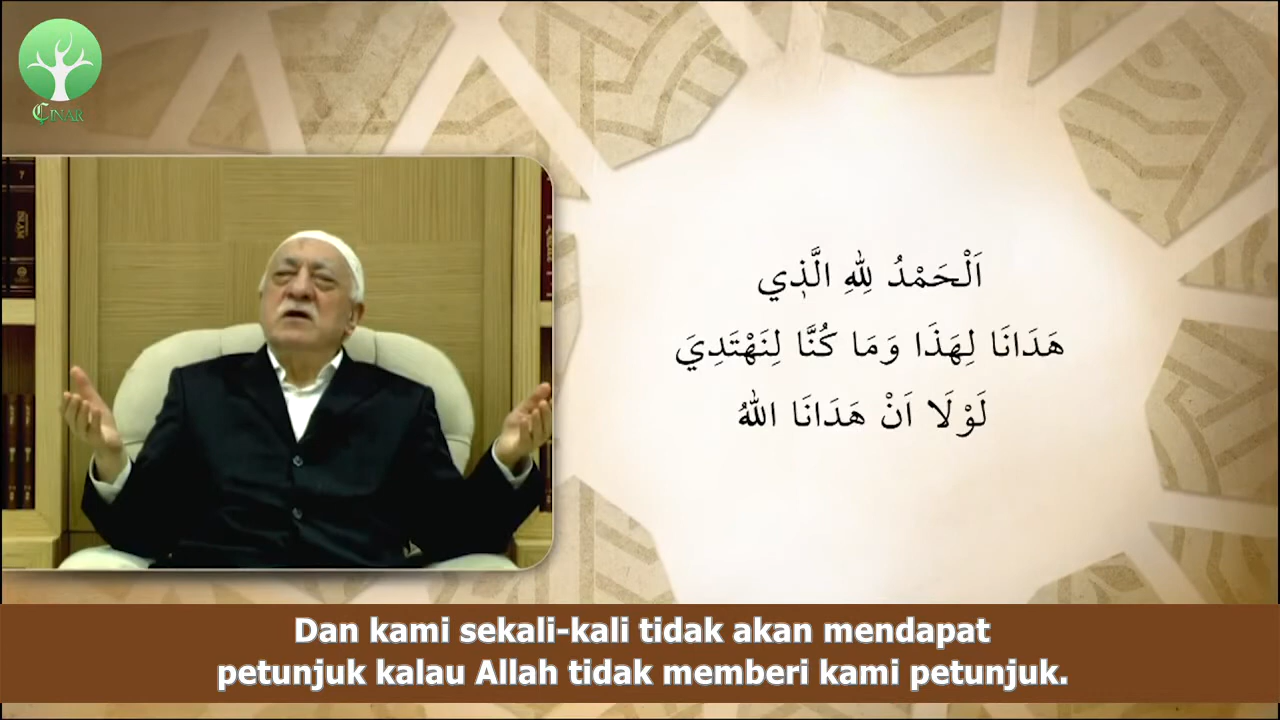 ÇINAR
7
اَلْحَمْدُ لِلّٰهِ الَّذِي
هَدَانَا لِهَذَا وَمَا كُنَّا لِنَهْتَدِيَ
لَوْلَا اَنْ هَدَانَا اللّٰهُ
Dan kami sekali-kali tidak akan mendapat
petunjuk kalau Allah tidak memberi kami petunjuk.